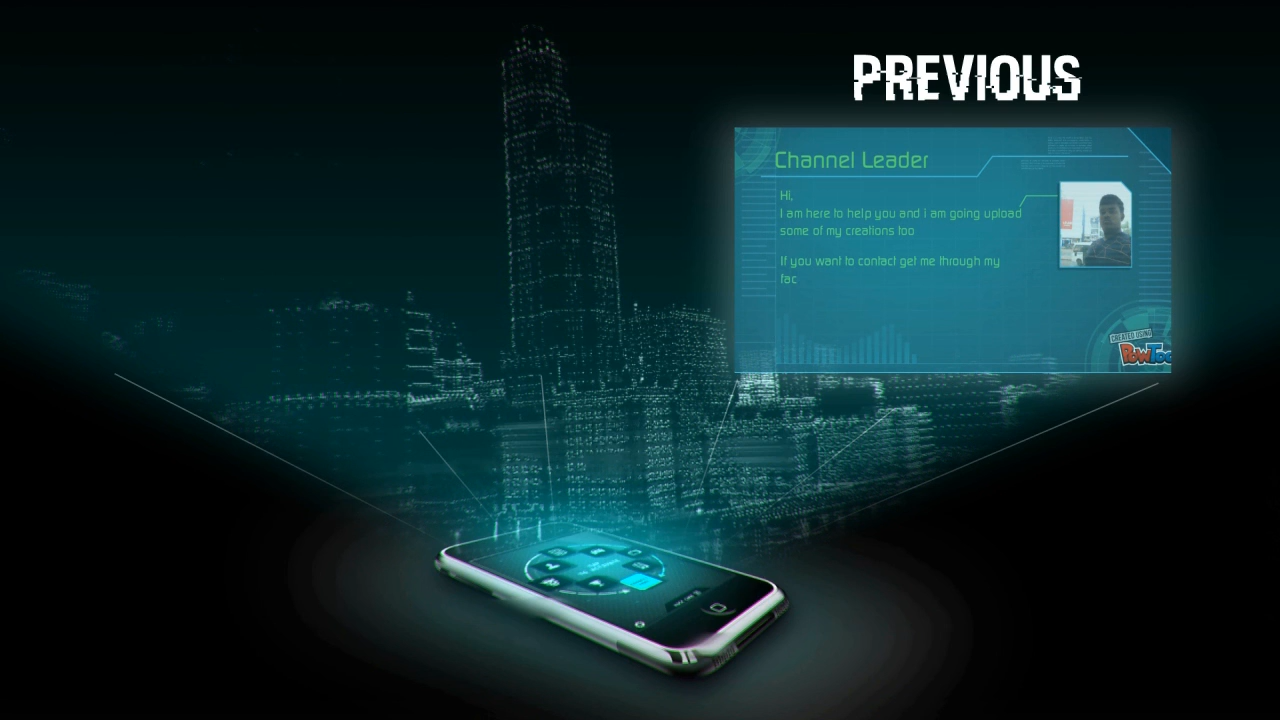 PREVIOUS
Channel Leader
Hi,
I am here to help you and i am going upload
some of my creations too
If you want to contact get me through my
fac
CREATED USING
PowToo